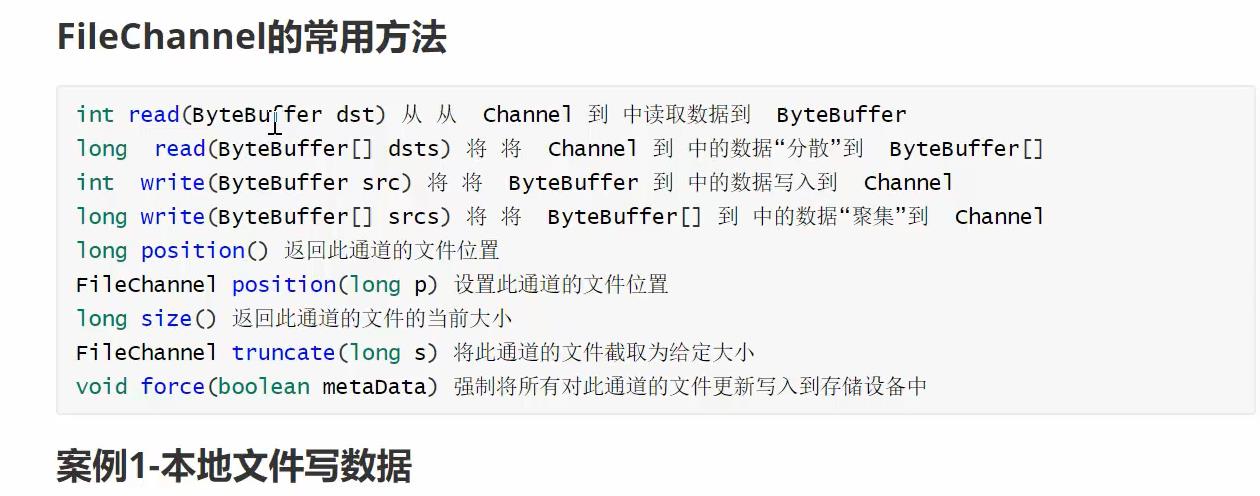 FileChannel的常用方法
int read(ByteBuffer dst) 从 从 Channel 到 中读取数据到 ByteBuffer
long read(ByteBuffer[] dsts) 将 将 Channel 到 中的数据“分散”到 ByteBuffer[]
int write(ByteBuffer src) 将 将 ByteBuffer 到 中的数据写入到 Channel
long write(ByteBuffer[] srcs) 将 将 ByteBuffer[] 到 中的数据“聚集”到 Channel
long position() 返回此通道的文件位置
FileChannel position(long p) 设置此通道的文件位置
long size() 返回此通道的文件的当前大小
FileChannel truncate(long s) 将此通道的文件截取为给定大小
void force(boolean metaData) 强制将所有对此通道的文件更新写入到存储设备中
案例1-本地文件写数据